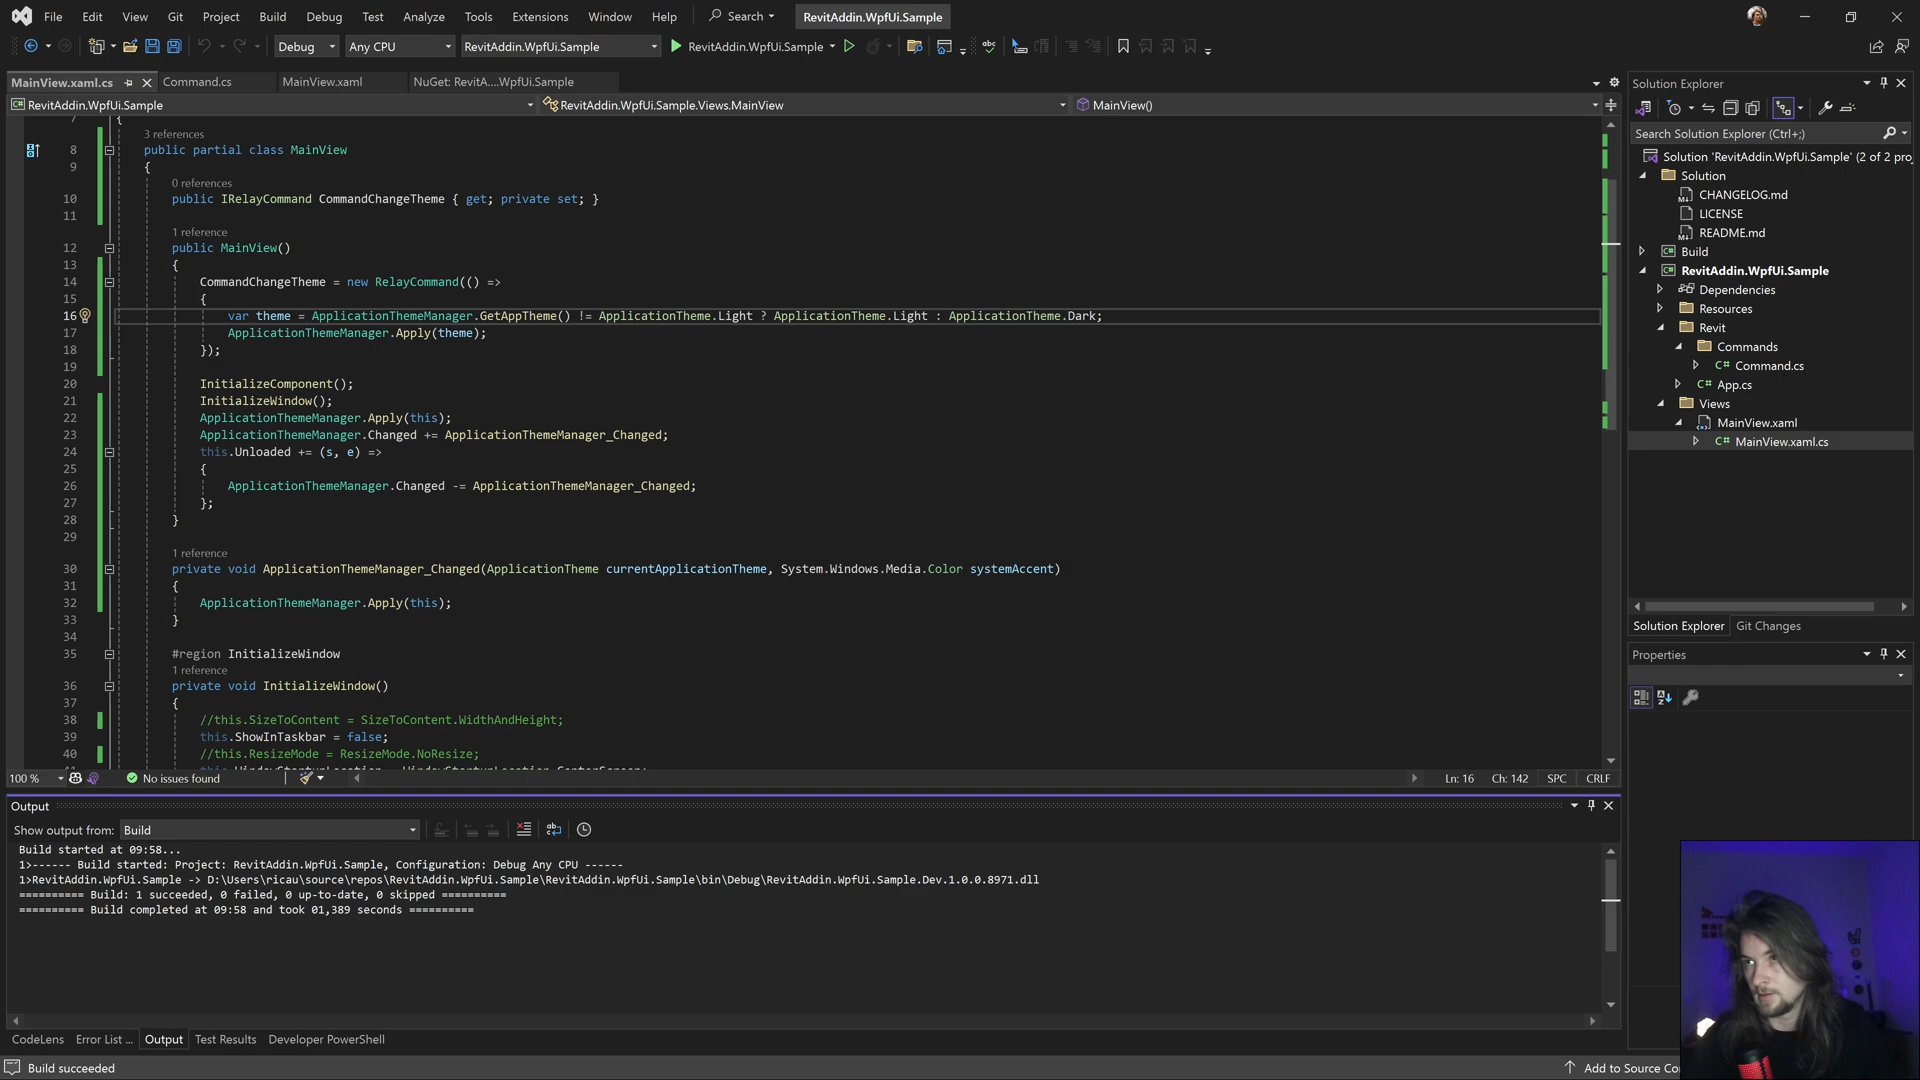 File Edit View Git Project Build Debug Test Analyze Tools Extensions Window Help Search RevitAddin.WpfUi.Sample
Debug Any CPU RevitAddin.WpfUi.Sample RevitAddin.WpfUi.Sample
MainView.xaml.cs Command.cs MainView.xaml NuGet: RevitA....WpfUi.Sample
RevitAddin.WpfUi.Sample RevitAddin.WpfUi.Sample.Views.MainView MainView()
7 {
3 references
8 public partial class MainView
9 {
0 references
10 public IRelayCommand CommandChangeTheme { get; private set; }
11
1 reference
12 public MainView()
13 {
14 CommandChangeTheme = new RelayCommand(() =>
15 {
16 var theme = ApplicationThemeManager.GetAppTheme() != ApplicationTheme.Light ? ApplicationTheme.Light : ApplicationTheme.Dark;
17 ApplicationThemeManager.Apply(theme);
18 });
19
20 InitializeComponent();
21 InitializeWindow();
22 ApplicationThemeManager.Apply(this);
23 ApplicationThemeManager.Changed += ApplicationThemeManager_Changed;
24 this.Unloaded += (s, e) =>
25 {
26 ApplicationThemeManager.Changed -= ApplicationThemeManager_Changed;
27 };
28 }
29
1 reference
30 private void ApplicationThemeManager_Changed(ApplicationTheme currentApplicationTheme, System.Windows.Media.Color systemAccent)
31 {
32 ApplicationThemeManager.Apply(this);
33 }
34
35 #region InitializeWindow
1 reference
36 private void InitializeWindow()
37 {
38 //this.SizeToContent = SizeToContent.WidthAndHeight;
39 this.ShowInTaskbar = false;
40 //this.ResizeMode = ResizeMode.NoResize;
100 % No issues found Ln: 16 Ch: 142 SPC CRLF
Output
Show output from: Build
Build started at 09:58...
1>------ Build started: Project: RevitAddin.WpfUi.Sample, Configuration: Debug Any CPU ------
1>RevitAddin.WpfUi.Sample -> D:\Users\ricau\source\repos\RevitAddin.WpfUi.Sample\RevitAddin.WpfUi.Sample\bin\Debug\RevitAddin.WpfUi.Sample.Dev.1.0.0.8971.dll
========== Build: 1 succeeded, 0 failed, 0 up-to-date, 0 skipped ==========
========== Build completed at 09:58 and took 01,389 seconds ==========
CodeLens Error List ... Output Test Results Developer PowerShell
Build succeeded
Add to Source Co
Solution Explorer
Search Solution Explorer (Ctrl+;)
Solution 'RevitAddin.WpfUi.Sample' (2 of 2 proj
Solution
CHANGELOG.md
LICENSE
README.md
Build
RevitAddin.WpfUi.Sample
Dependencies
Resources
Revit
Commands
Command.cs
App.cs
Views
MainView.xaml
MainView.xaml.cs
Solution Explorer Git Changes
Properties